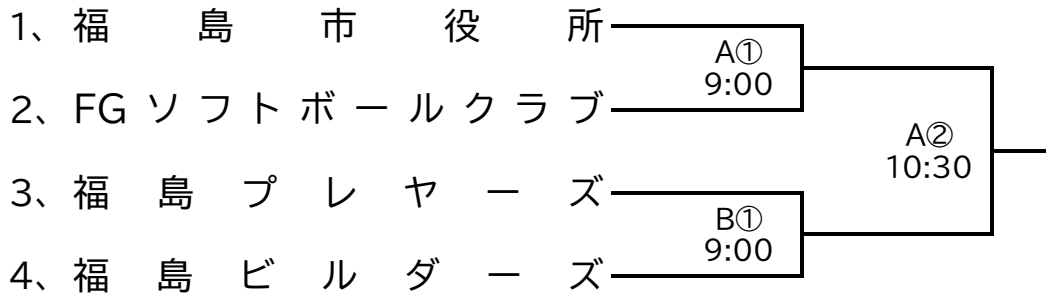 1、福島市役所
A①
9:00
2、FGソフトボールクラブ
A②
10:30
3、福島プレヤーズ
B①
9:00
4、福島ビルダーズ